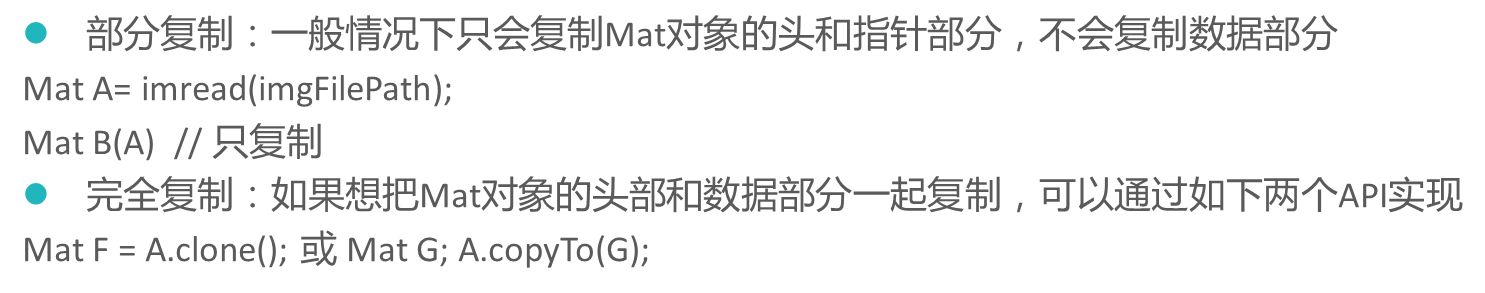 ● 部分复制：一般情况下只会复制Mat对象的头和指针部分，不会复制数据部分
Mat A= imread(imgFilePath);
Mat B(A)  // 只复制
● 完全复制：如果想把Mat对象的头部和数据部分一起复制，可以通过如下两个API实现
Mat F = A.clone(); 或 Mat G; A.copyTo(G);